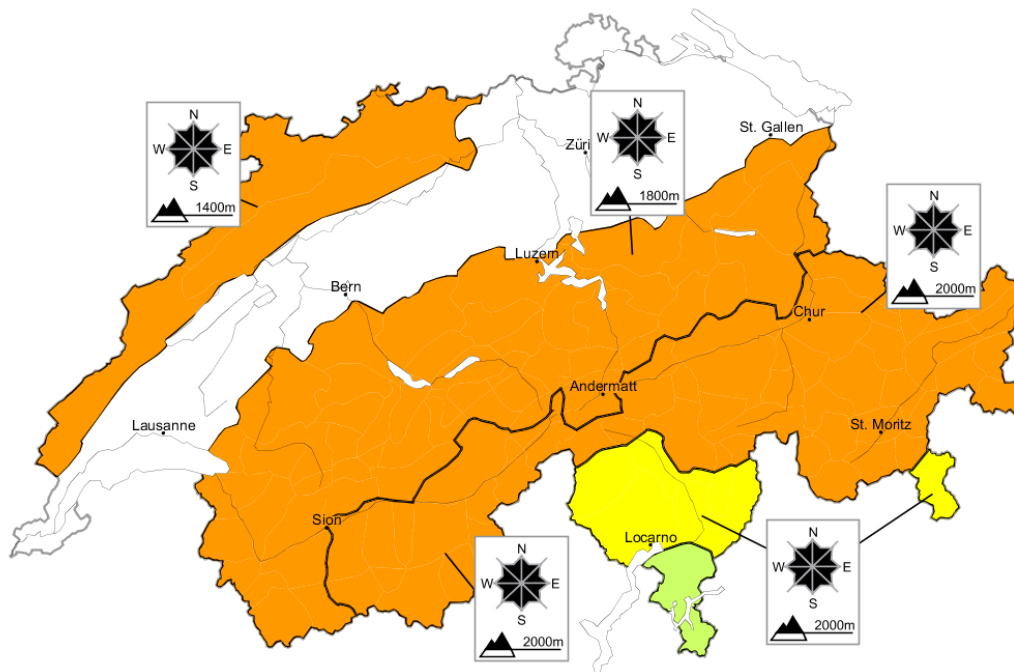 N
W E
S
1400m
N
W E
S
1800m
N
W E
S
2000m
N
W E
S
2000m
N
W E
S
2000m
Züri
St. Gallen
Luzern
Bern
Chur
Andermatt
Lausanne
St. Moritz
Sion
Locarno